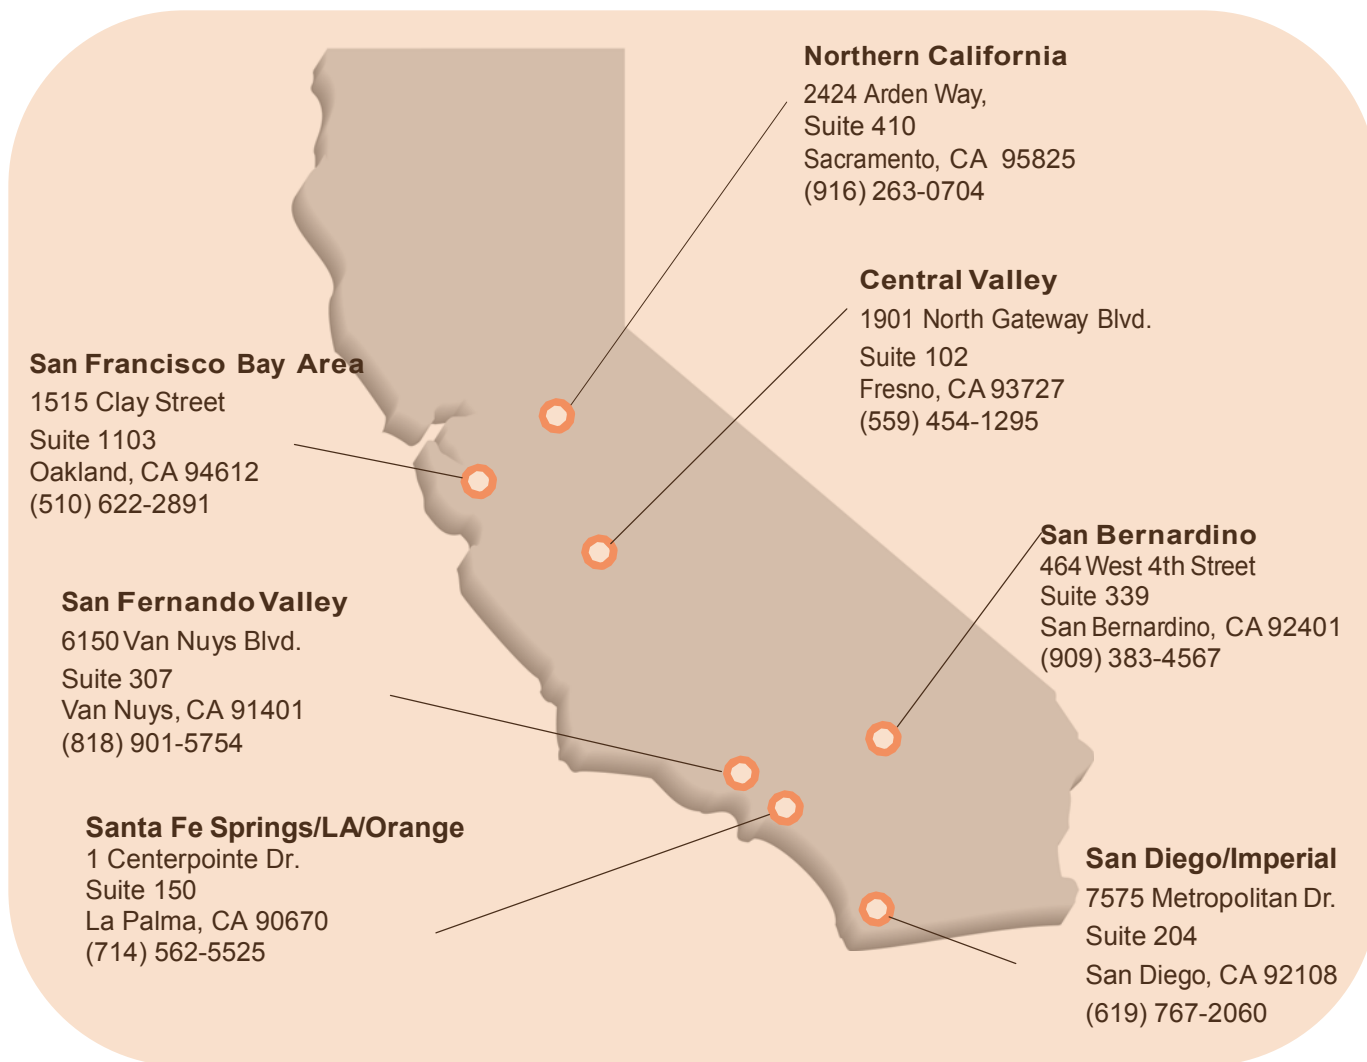 Northern California
2424 Arden Way,
Suite 410
Sacramento, CA 95825
(916) 263-0704
Central Valley
1901 North Gateway Blvd.
Suite 102
Fresno, CA 93727
(559) 454-1295
San Francisco Bay Area
1515 Clay Street
Suite 1103
Oakland, CA 94612
(510) 622-2891
San Bernardino
464 West 4th Street
Suite 339
San Bernardino, CA 92401
(909) 383-4567
San Fernando Valley
6150 Van Nuys Blvd.
Suite 307
Van Nuys, CA 91401
(818) 901-5754
Santa Fe Springs/LA/Orange
1 Centerpointe Dr.
Suite 150
La Palma, CA 90670
(714) 562-5525
San Diego/Imperial
7575 Metropolitan Dr.
Suite 204
San Diego, CA 92108
(619) 767-2060